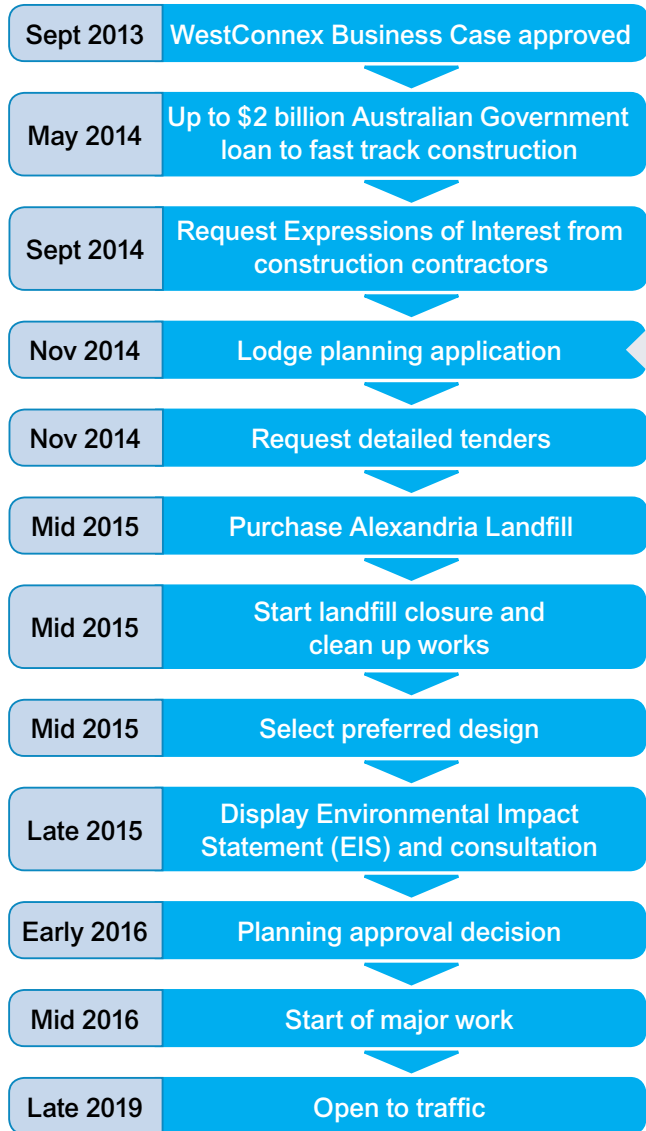 Sept 2013 WestConnex Business Case approved
May 2014 Up to $2 billion Australian Government
loan to fast track construction
Sept 2014 Request Expressions of Interest from
construction contractors
Nov 2014 Lodge planning application
Nov 2014 Request detailed tenders
Mid 2015 Purchase Alexandria Landfill
Mid 2015 Start landfill closure and
clean up works
Mid 2015 Select preferred design
Late 2015 Display Environmental Impact
Statement (EIS) and consultation
Early 2016 Planning approval decision
Mid 2016 Start of major work
Late 2019 Open to traffic